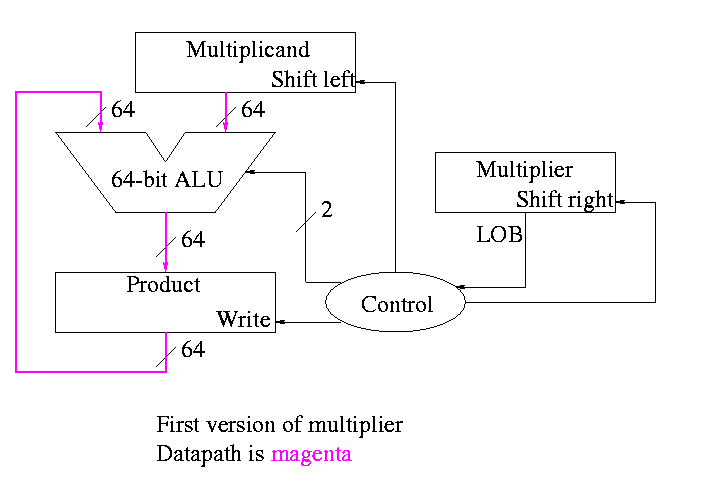 Multiplicand
Shift left
64
64
64-bit ALU
Multiplier
Shift right
2
LOB
64
Product
Control
Write
64
First version of multiplier
Datapath is magenta